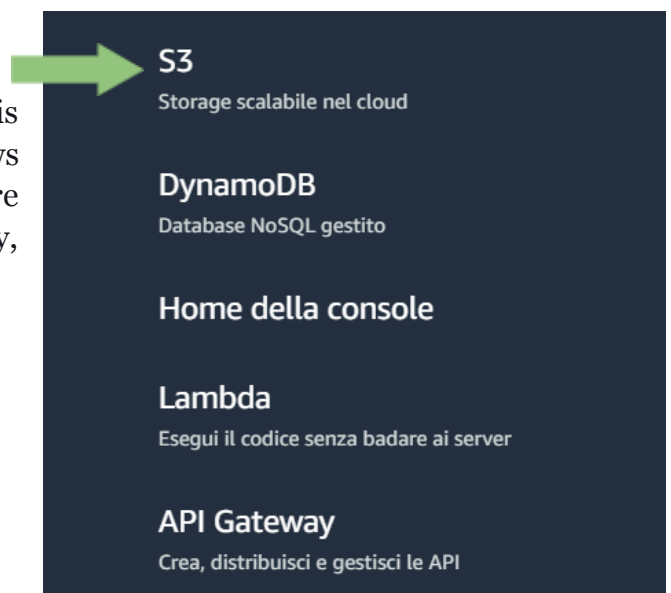 S3
Storage scalabile nel cloud
DynamoDB
Database NoSQL gestito
Home della console
Lambda
Esegui il codice senza badare ai server
API Gateway
Crea, distribuisci e gestisci le API